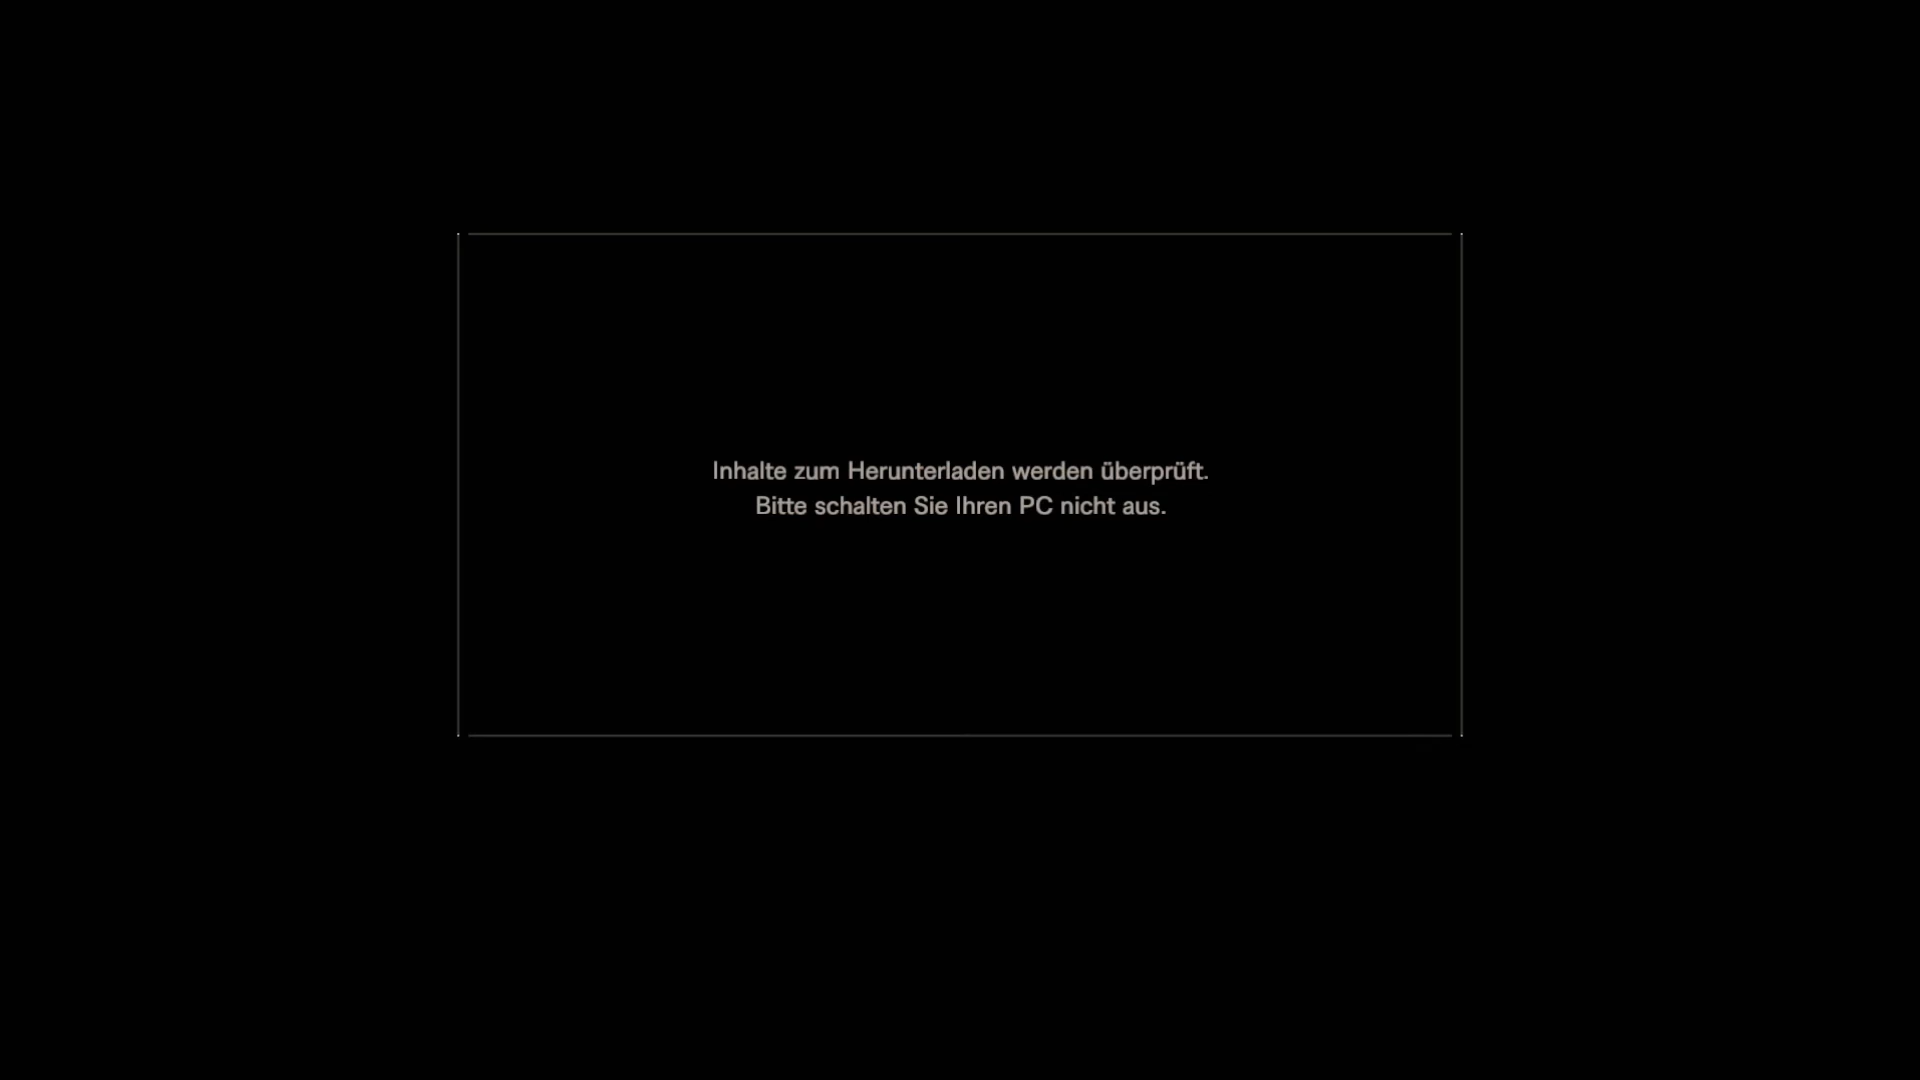 Inhalte zum Herunterladen werden überprüft.
Bitte schalten Sie Ihren PC nicht aus.